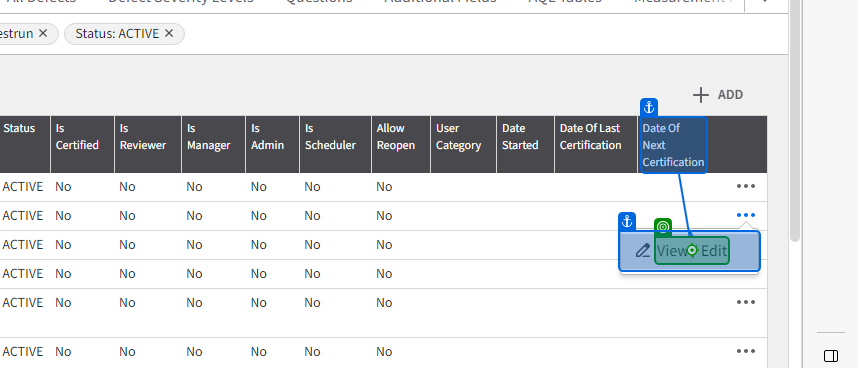 All Defects Defect Severity Levels Questions Additional Fields AQE Tables Measurement
estrun × Status: ACTIVE ×
+ ADD
Status Is Certified Is Reviewer Is Manager Is Admin Is Scheduler Allow Reopen User Category Date Started Date Of Last Certification Date Of Next Certification
ACTIVE No No No No No No
ACTIVE No No No No No No
ACTIVE No No No No No No
View Edit
ACTIVE No No No No No No
ACTIVE No No No No No No
ACTIVE No No No No No No